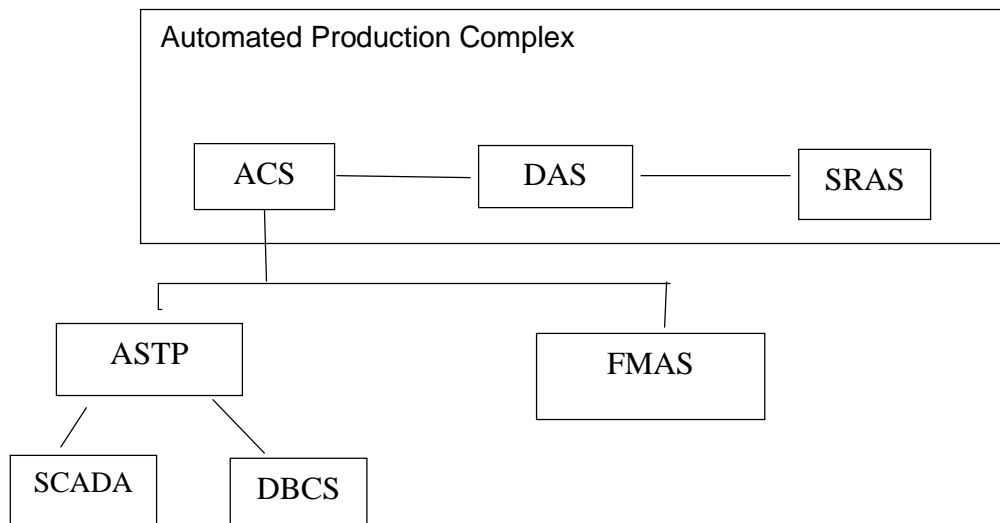 Automated Production Complex
ACS
DAS
SRAS
ASTP
FMAS
SCADA
DBCS